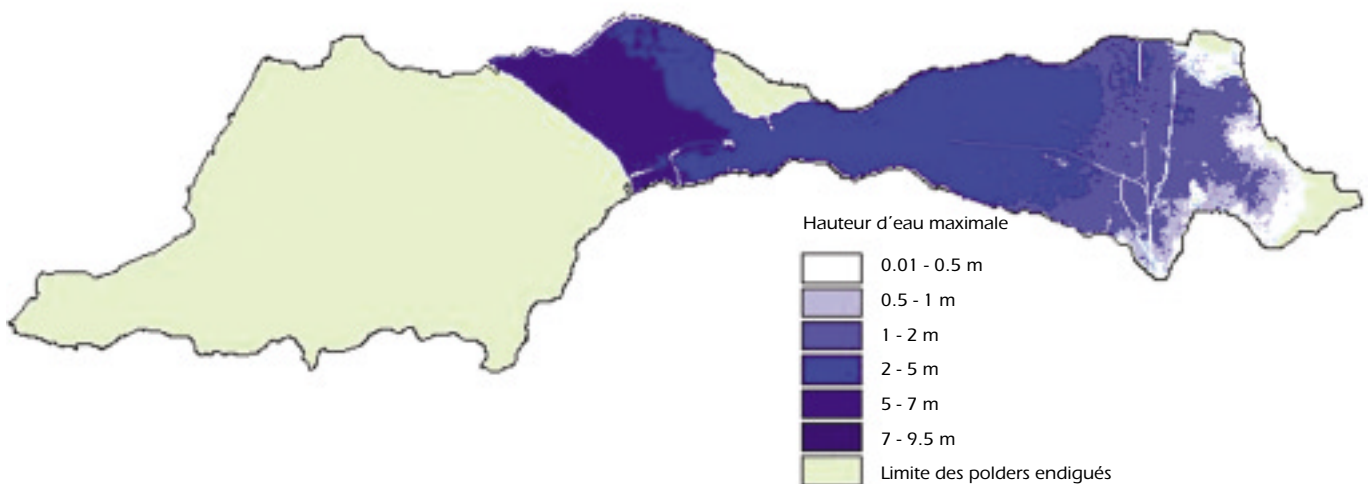 Hauteur d'eau maximale
0.01 - 0.5 m
0.5 - 1 m
1 - 2 m
2 - 5 m
5 - 7 m
7 - 9.5 m
Limite des polders endigués